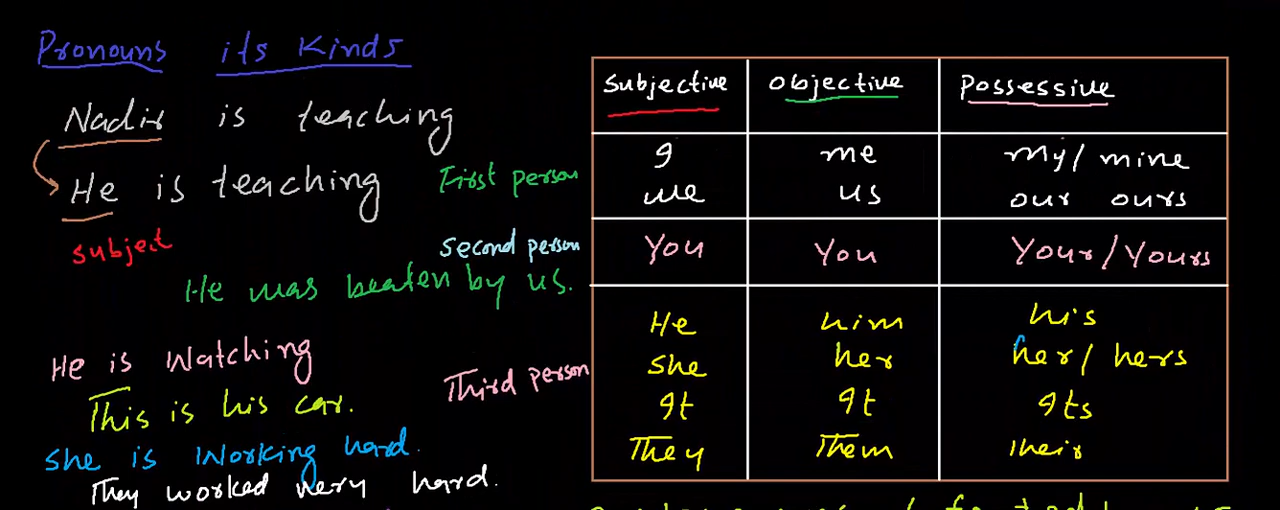 Pronouns its Kinds
Nadir is teaching
He is teaching
subject
He was beaten by us.
He is Watching
This is his car.
She is Working hard.
They worked very hard.
First person
Second person
Third person
Subjective Objective Possessive
I me my/ mine
we us our ours
You You Your/Yours
He him his
She her her/ hers
It It Its
They Them Their